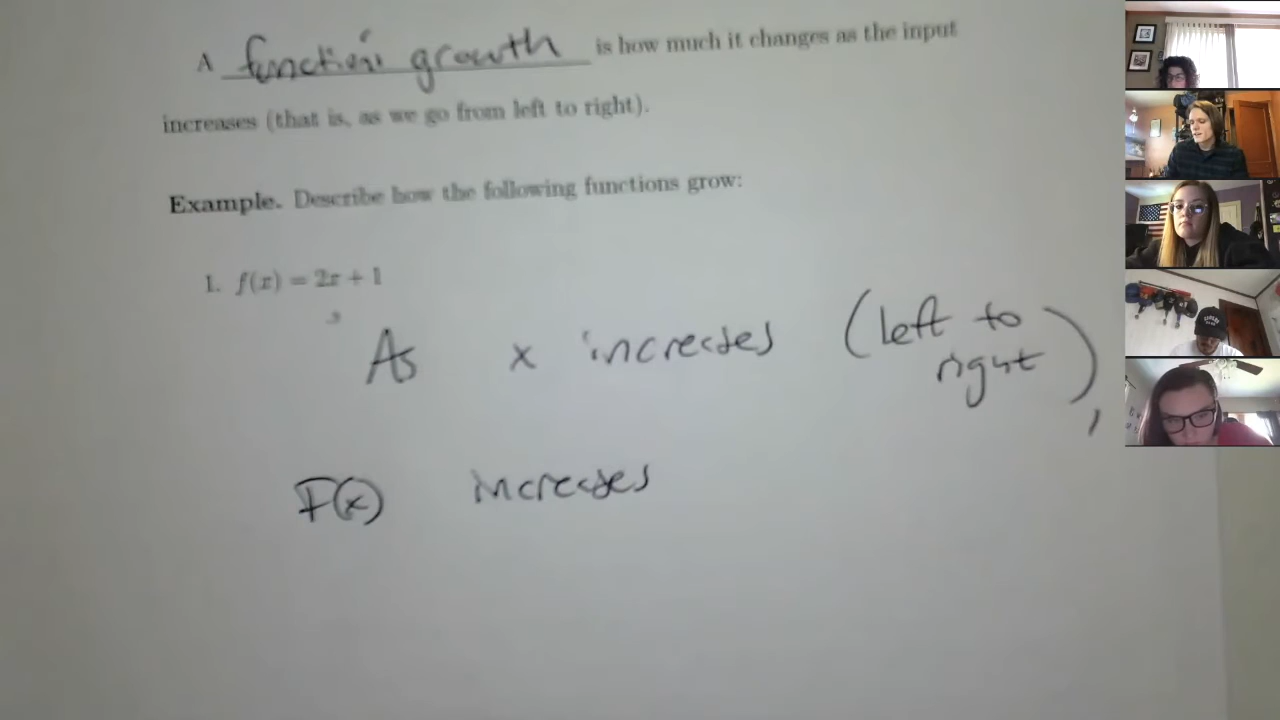 A function's growth is how much it changes as the input
increases (that is, as we go from left to right).
Example. Describe how the following functions grow:
1. f(x) = 2x + 1
As x increases (left to
right),
F(x) increases